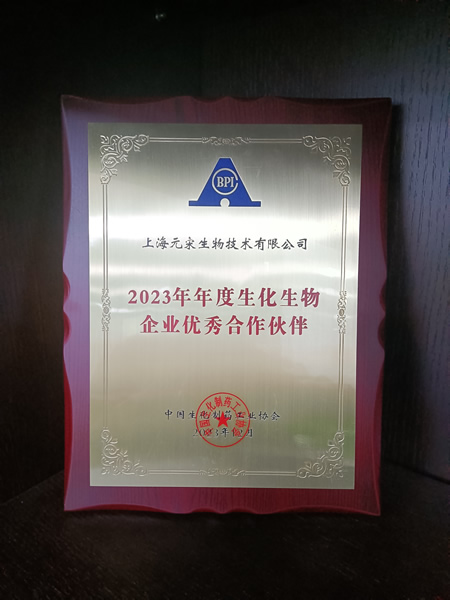 BPI
上海元宋生物技术有限公司
2023年年度生化生物
企业优秀合作伙伴
中国生化制药工业协会